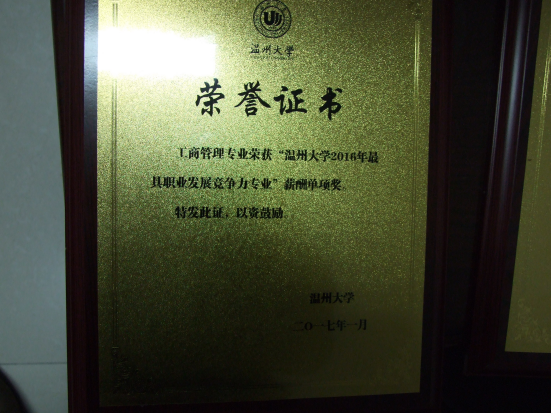 温州大学
荣誉证书
工商管理专业荣获“温州大学2016年最
具职业发展竞争力专业”薪酬单项奖。
特发此证，以资鼓励。
温州大学
二〇一七年一月